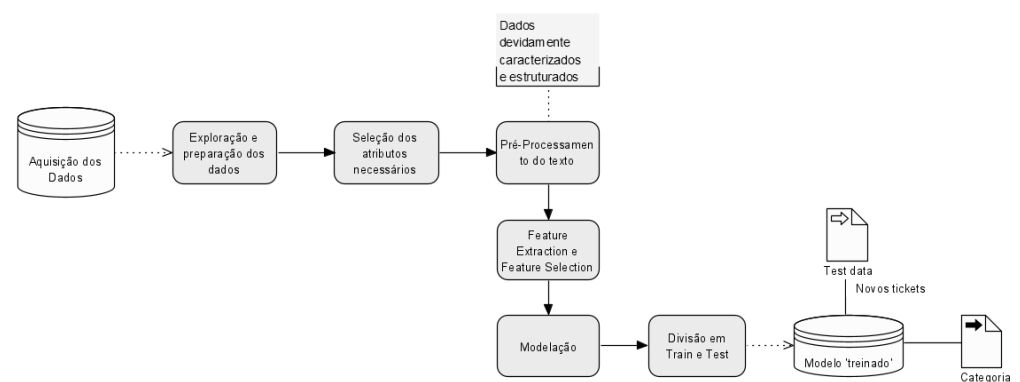 Dados
devidamente
caracterizados
e estruturados
Aquisição dos
Dados
Exploração e
preparação dos
dados
Seleção dos
atributos
necessários
Pré-Processamen
to do texto
Feature
Extraction e
Feature Selection
Modelação
Divisão em
Train e Test
Test data
Novos tickets
Modelo 'treinado'
Categoria